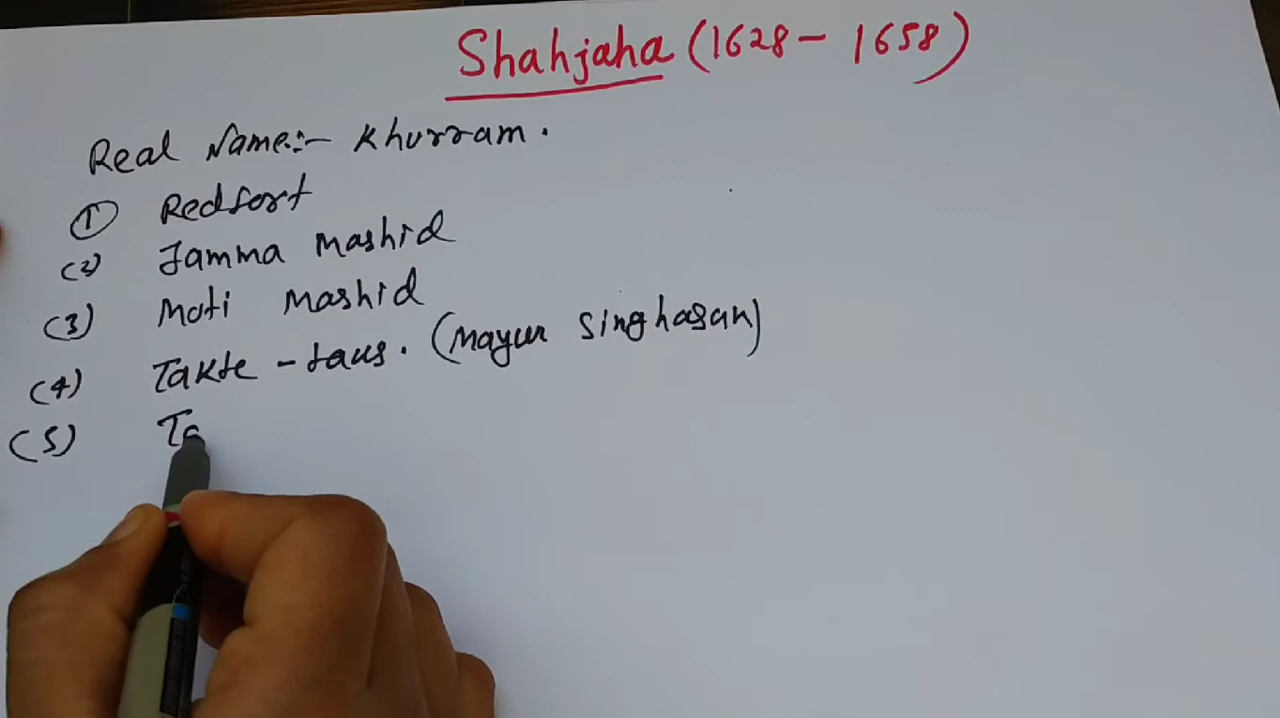 Shahjaha (1628 - 1658)
Real Name:- Khurram.
(1) Redfort
(2) Jamma Mashid
(3) Moti Mashid
(4) Takte - taus. (Mayur Singhasan)
(5) Ta